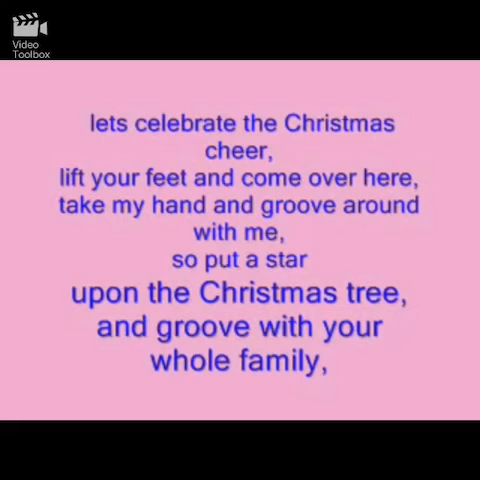 Video
Toolbox
lets celebrate the Christmas
cheer,
lift your feet and come over here,
take my hand and groove around
with me,
so put a star
upon the Christmas tree,
and groove with your
whole family,